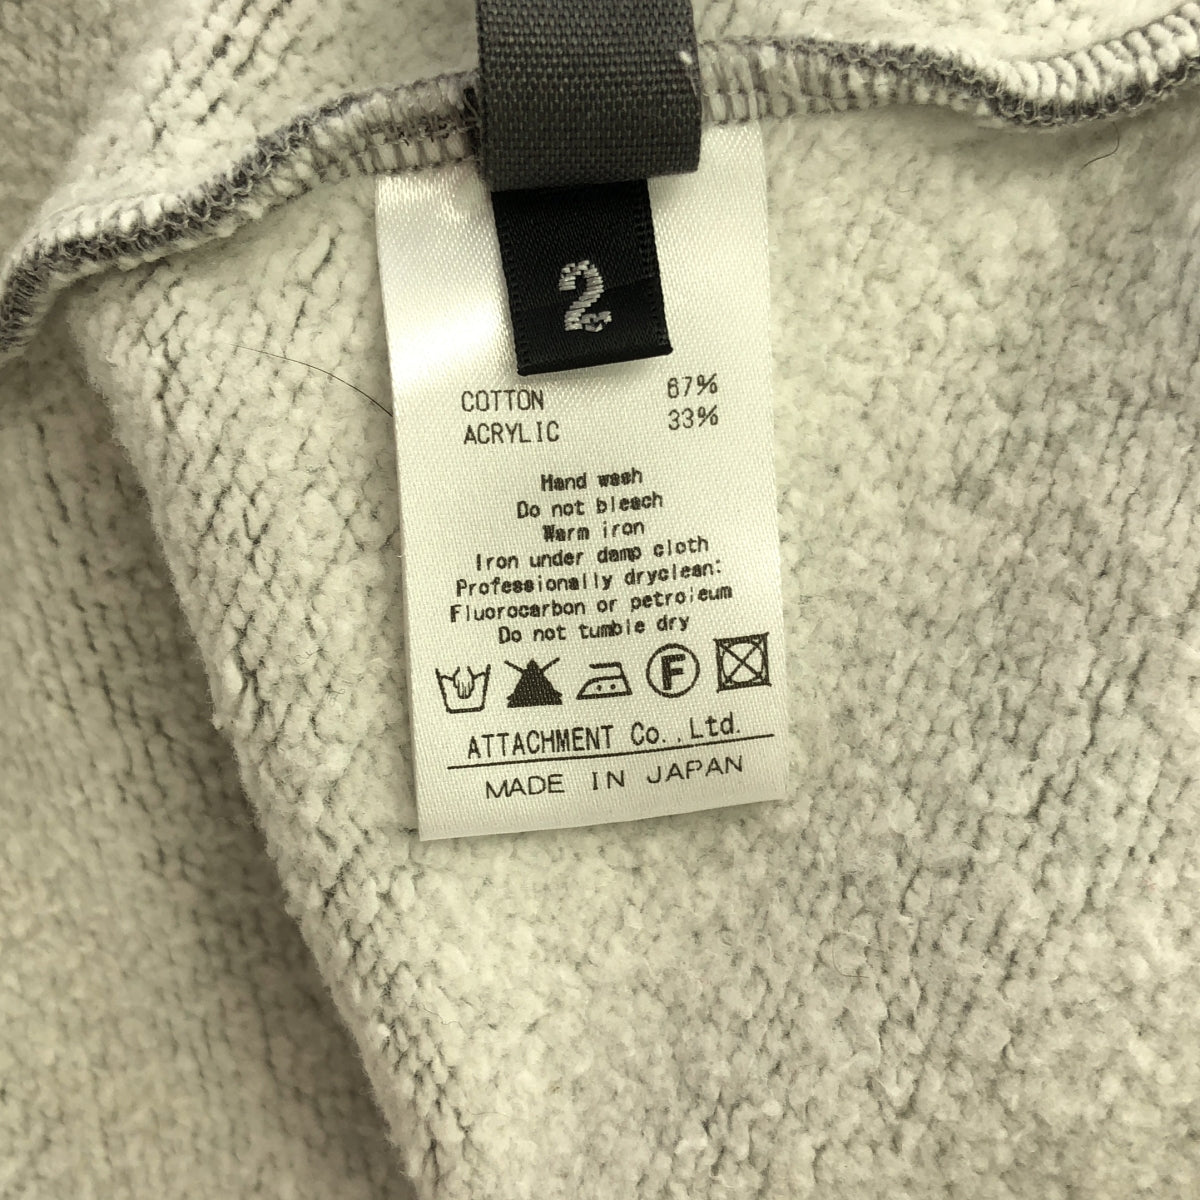 2
COTTON 67%
ACRYLIC 33%
Hand wash
Do not bleach
Warm iron
Iron under damp cloth
Professionally dryclean:
Fluorocarbon or petroleum
Do not tumble dry
F
ATTACHMENT Co.,Ltd.
MADE IN JAPAN